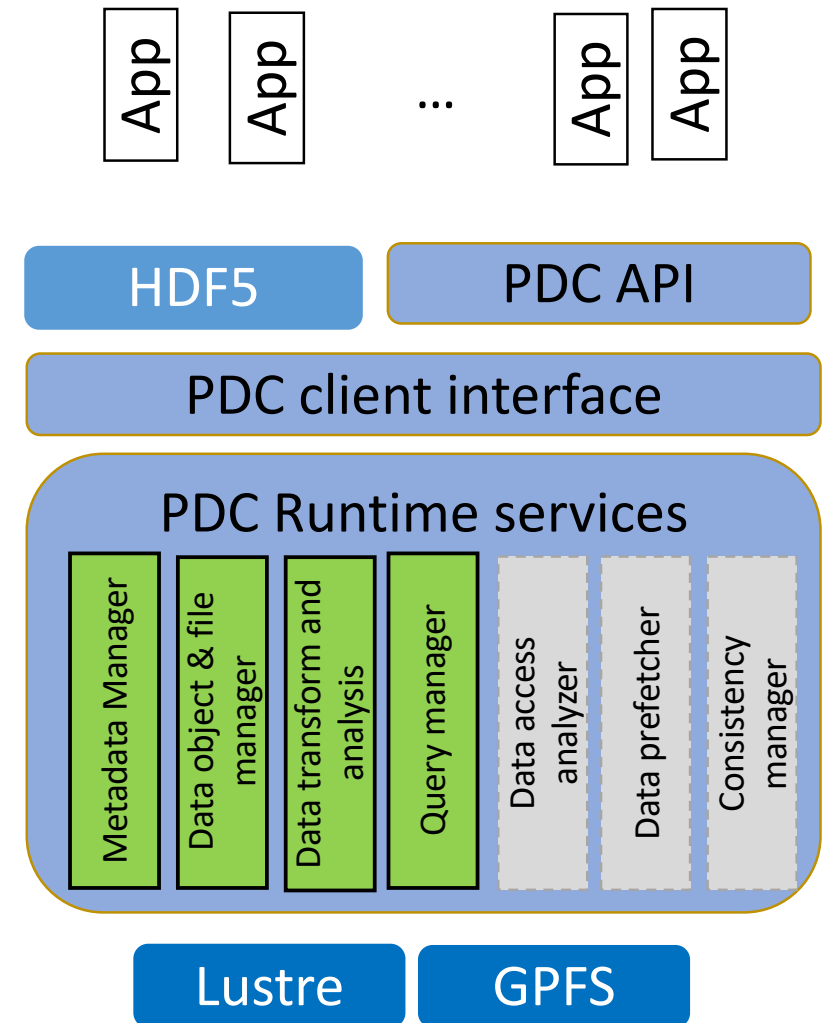 App
App
...
App
App
HDF5
PDC API
PDC client interface
PDC Runtime services
Metadata Manager
Data object & file
manager
Data transform and
analysis
Query manager
Data access
analyzer
Data prefetcher
Consistency
manager
Lustre
GPFS